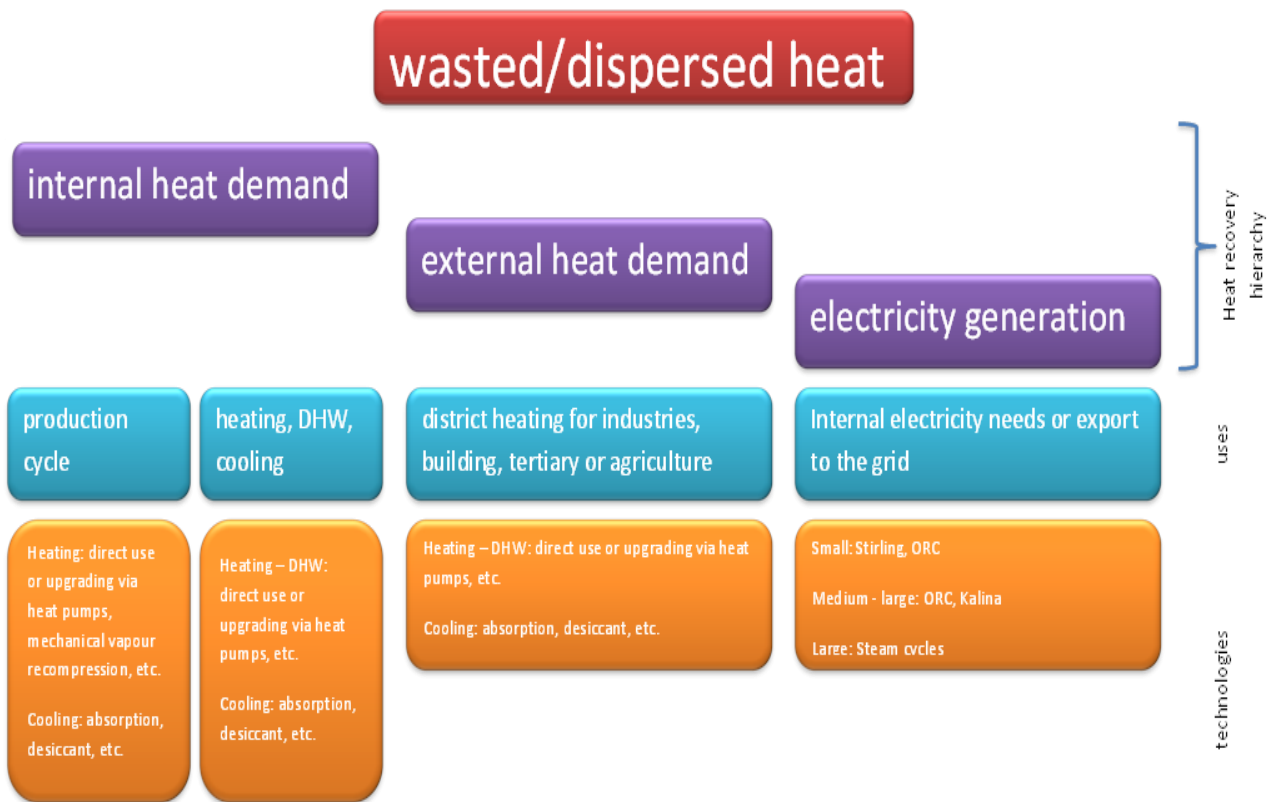 wasted/dispersed heat
internal heat demand
external heat demand
electricity generation
Heat recovery
hierarchy
production
cycle
heating, DHW,
cooling
district heating for industries,
building, tertiary or agriculture
Internal electricity needs or export
to the grid
uses
Heating: direct use
or upgrading via
heat pumps,
mechanical vapour
recompression, etc.
Cooling: absorption,
desiccant, etc.
Heating – DHW:
direct use or
upgrading via heat
pumps, etc.
Cooling: absorption,
desiccant, etc.
Heating – DHW: direct use or upgrading via heat
pumps, etc.
Cooling: absorption, desiccant, etc.
Small: Stirling, ORC
Medium - large: ORC, Kalina
Large: Steam cycles
technologies